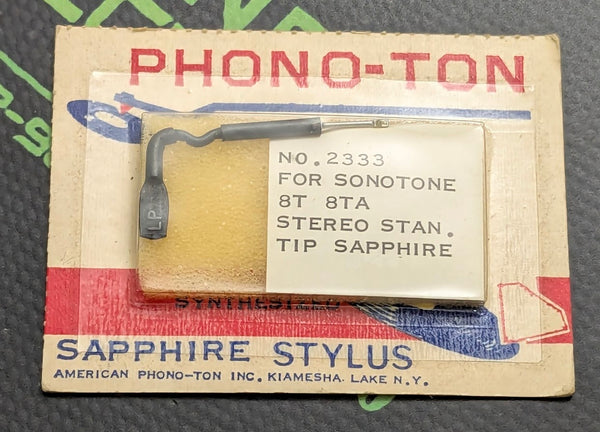 PHONO-TON
NO. 2333
FOR SONOTONE
8T 8TA
STEREO STAN.
TIP SAPPHIRE
LP
SYNTHESIZED
SAPPHIRE STYLUS
AMERICAN PHONO-TON INC. KIAMESHA LAKE N.Y.